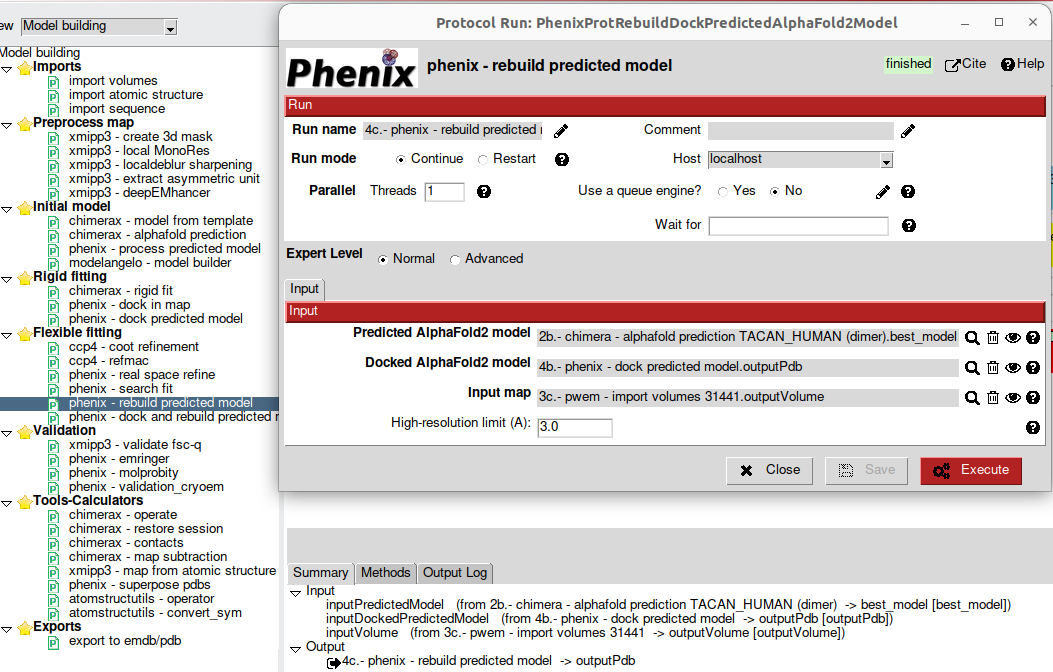 ew Model building
Model building
Imports
import volumes
import atomic structure
import sequence
Preprocess map
xmipp3 - create 3d mask
xmipp3 - local MonoRes
xmipp3 - localdeblur sharpening
xmipp3 - extract asymmetric unit
xmipp3 - deepEMhancer
Initial model
chimerax - model from template
chimerax - alphafold prediction
phenix - process predicted model
modelangelo - model builder
Rigid fitting
chimerax - rigid fit
phenix - dock in map
phenix - dock predicted model
Flexible fitting
ccp4 - coot refinement
ccp4 - refmac
phenix - real space refine
phenix - search fit
phenix - rebuild predicted model
phenix - dock and rebuild predicted r
Validation
xmipp3 - validate fsc-q
phenix - emringer
phenix - molprobity
phenix - validation_cryoem
Tools-Calculators
chimerax - operate
chimerax - restore session
chimerax - contacts
chimerax - map subtraction
xmipp3 - map from atomic structure
phenix - superpose pdbs
atomstructutils - operator
atomstructutils - convert_sym
Exports
export to emdb/pdb
Protocol Run: PhenixProtRebuildDockPredictedAlphaFold2Model
Phenix phenix - rebuild predicted model finished Cite Help
Run
Run name 4c.- phenix - rebuild predicted Comment
Run mode Continue Restart Host localhost
Parallel Threads 1 Use a queue engine? Yes No
Wait for
Expert Level Normal Advanced
Input
Input
Predicted AlphaFold2 model 2b.- chimera - alphafold prediction TACAN_HUMAN (dimer).best_model
Docked AlphaFold2 model 4b.- phenix - dock predicted model.outputPdb
Input map 3c.- pwem - import volumes 31441.outputVolume
High-resolution limit (A): 3.0
Close Save Execute
Summary Methods Output Log
Input
inputPredictedModel (from 2b.- chimera - alphafold prediction TACAN_HUMAN (dimer) -> best_model [best_model])
inputDockedPredictedModel (from 4b.- phenix - dock predicted model -> outputPdb [outputPdb])
inputVolume (from 3c.- pwem - import volumes 31441 -> outputVolume [outputVolume])
Output
4c.- phenix - rebuild predicted model -> outputPdb